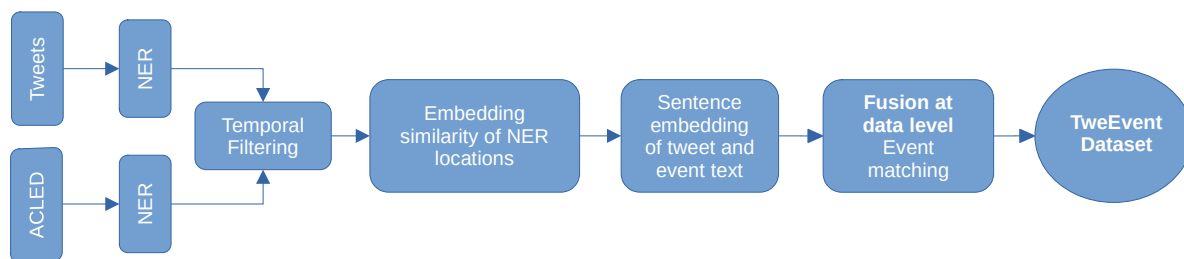 Tweets
NER
ACLED
NER
Temporal
Filtering
Embedding
similarity of NER
locations
Sentence
embedding
of tweet and
event text
Fusion at
data level
Event
matching
TweEvent
Dataset